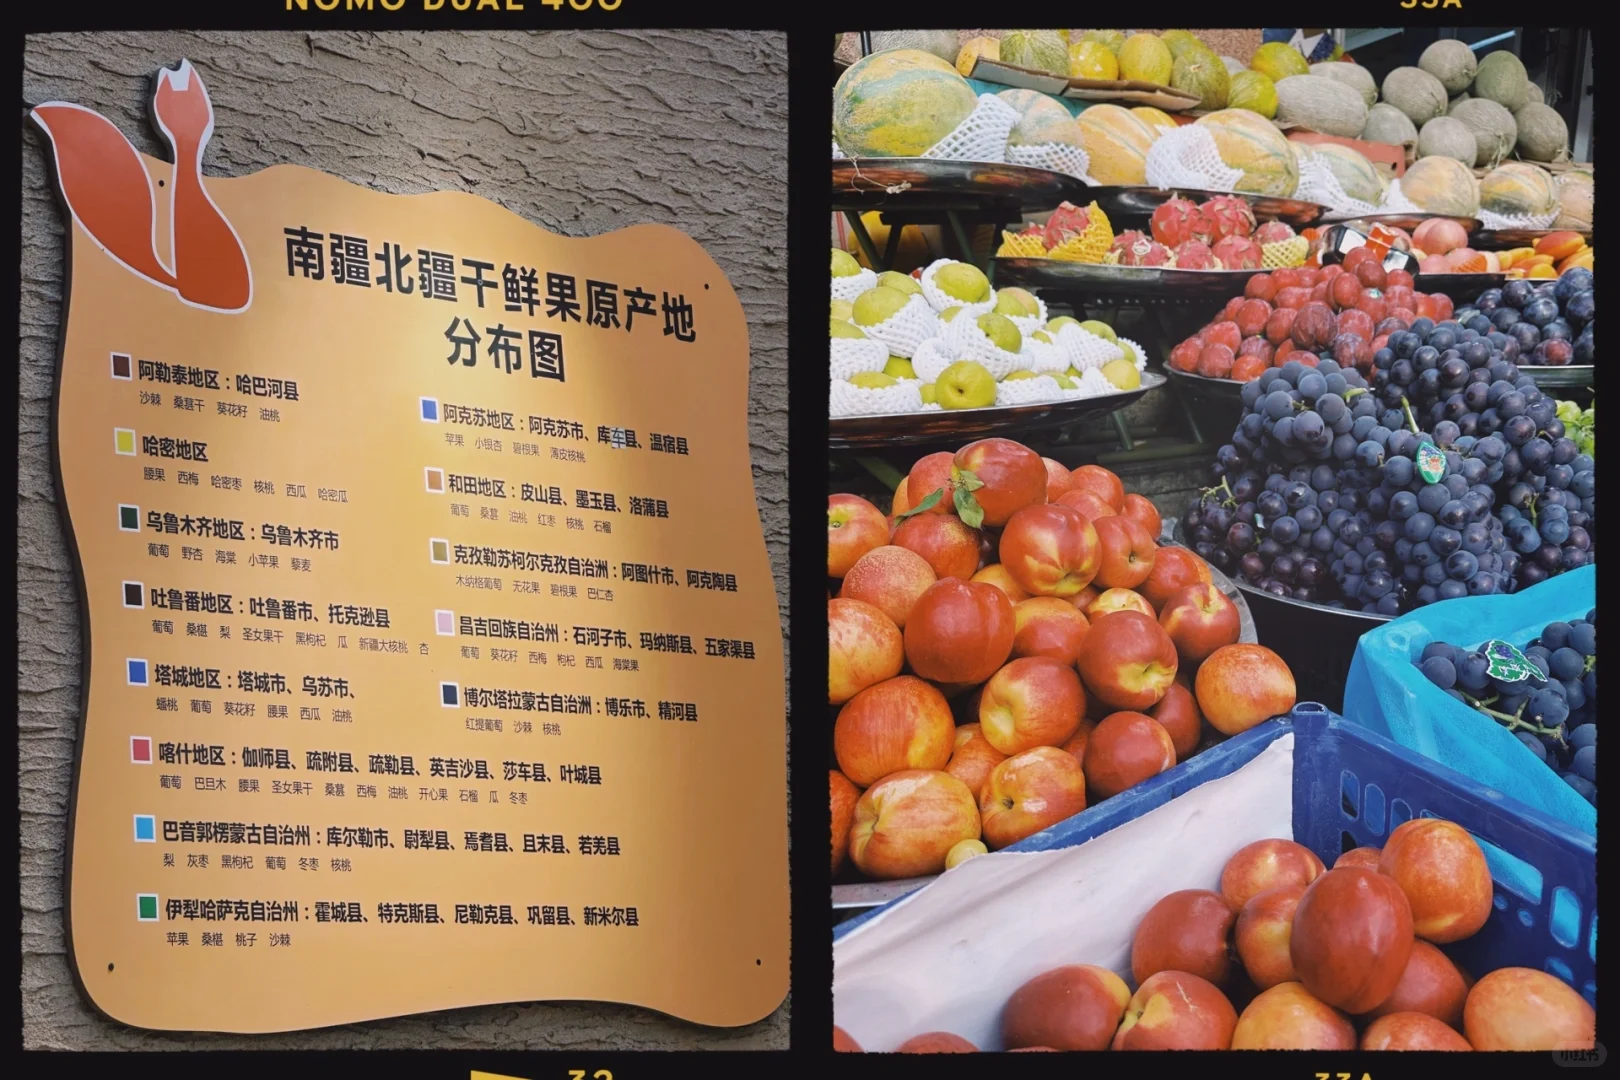 NOMO DUAL 400
33A
南疆北疆干鲜果原产地
分布图
阿勒泰地区：哈巴河县
沙棘 桑葚干 葵花籽 油桃
哈密地区
腰果 西梅 哈密枣 核桃 西瓜 哈密瓜
乌鲁木齐地区：乌鲁木齐市
葡萄 野杏 海棠 小苹果 藜麦
吐鲁番地区：吐鲁番市、托克逊县
葡萄 桑椹 梨 圣女果干 黑枸杞 瓜 新疆大核桃 杏
塔城地区：塔城市、乌苏市、
蟠桃 葡萄 葵花籽 腰果 西瓜 油桃
喀什地区：伽师县、疏附县、疏勒县、英吉沙县、莎车县、叶城县
葡萄 巴旦木 腰果 圣女果干 桑葚 西梅 油桃 开心果 石榴 瓜 冬枣
巴音郭楞蒙古自治州：库尔勒市、尉犁县、焉耆县、且末县、若羌县
梨 灰枣 黑枸杞 葡萄 冬枣 核桃
伊犁哈萨克自治州：霍城县、特克斯县、尼勒克县、巩留县、新米尔县
苹果 桑椹 桃子 沙棘
阿克苏地区：阿克苏市、库车县、温宿县
苹果 小银杏 碧根果 薄皮核桃
和田地区：皮山县、墨玉县、洛蒲县
葡萄 桑葚 油桃 红枣 核桃 石榴
克孜勒苏柯尔克孜自治州：阿图什市、阿克陶县
木纳格葡萄 无花果 碧根果 巴仁杏
昌吉回族自治州：石河子市、玛纳斯县、五家渠县
葡萄 葵花籽 西梅 枸杞 西瓜 海棠果
博尔塔拉蒙古自治州：博乐市、精河县
红提葡萄 沙棘 核桃
32
33A
小红书